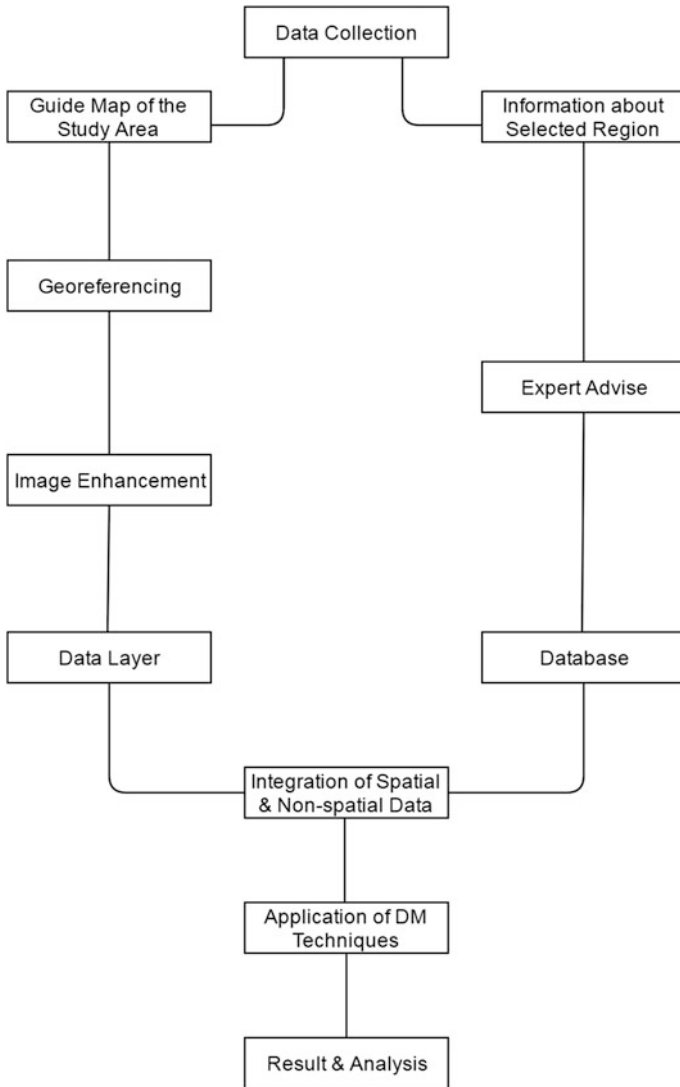 Data Collection
Guide Map of the
Study Area
Information about
Selected Region
Georeferencing
Expert Advise
Image Enhancement
Data Layer
Database
Integration of Spatial
& Non-spatial Data
Application of DM
Techniques
Result & Analysis